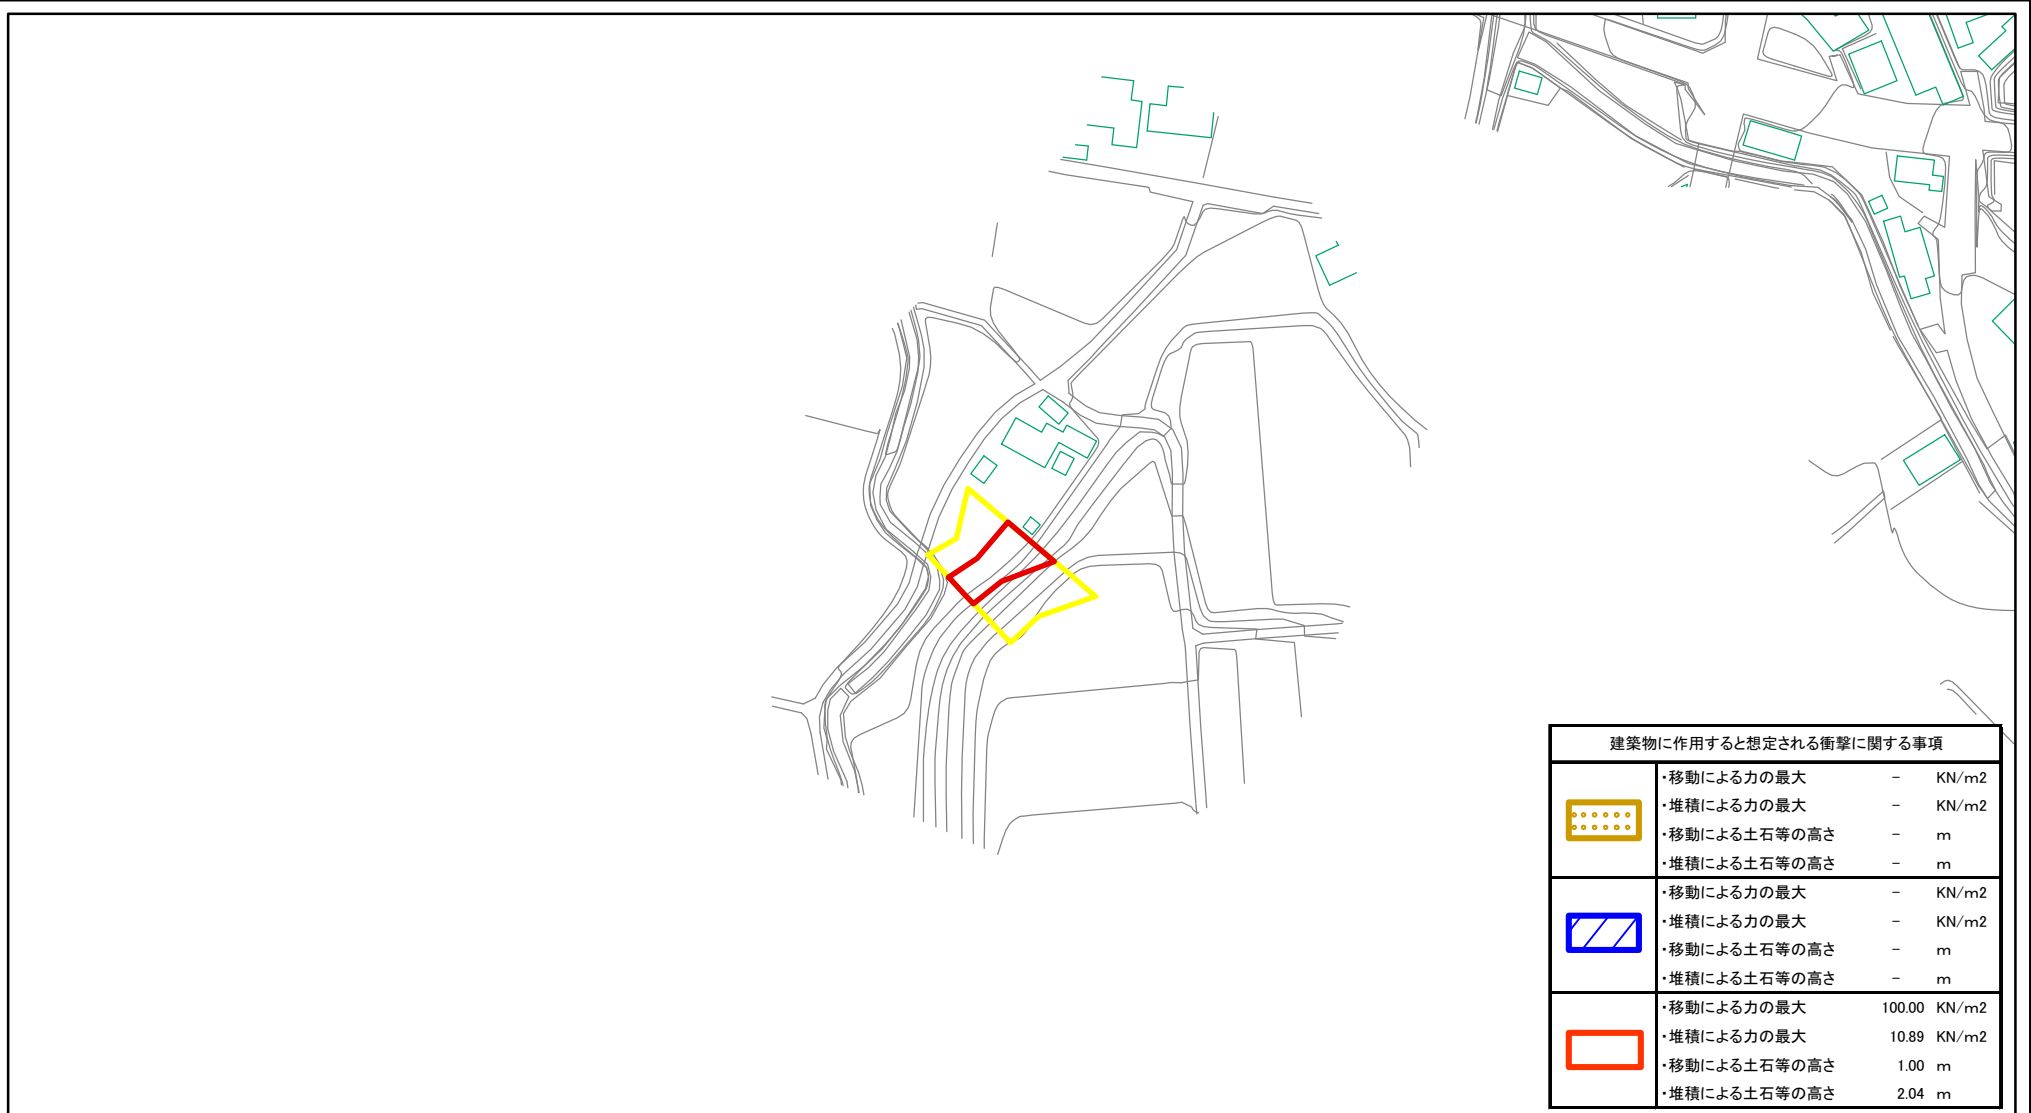 建築物に作用すると想定される衝撃に関する事項
・移動による力の最大 - KN/m2
・堆積による力の最大 - KN/m2
・移動による土石等の高さ - m
・堆積による土石等の高さ - m
・移動による力の最大 - KN/m2
・堆積による力の最大 - KN/m2
・移動による土石等の高さ - m
・堆積による土石等の高さ - m
・移動による力の最大 100.00 KN/m2
・堆積による力の最大 10.89 KN/m2
・移動による土石等の高さ 1.00 m
・堆積による土石等の高さ 2.04 m